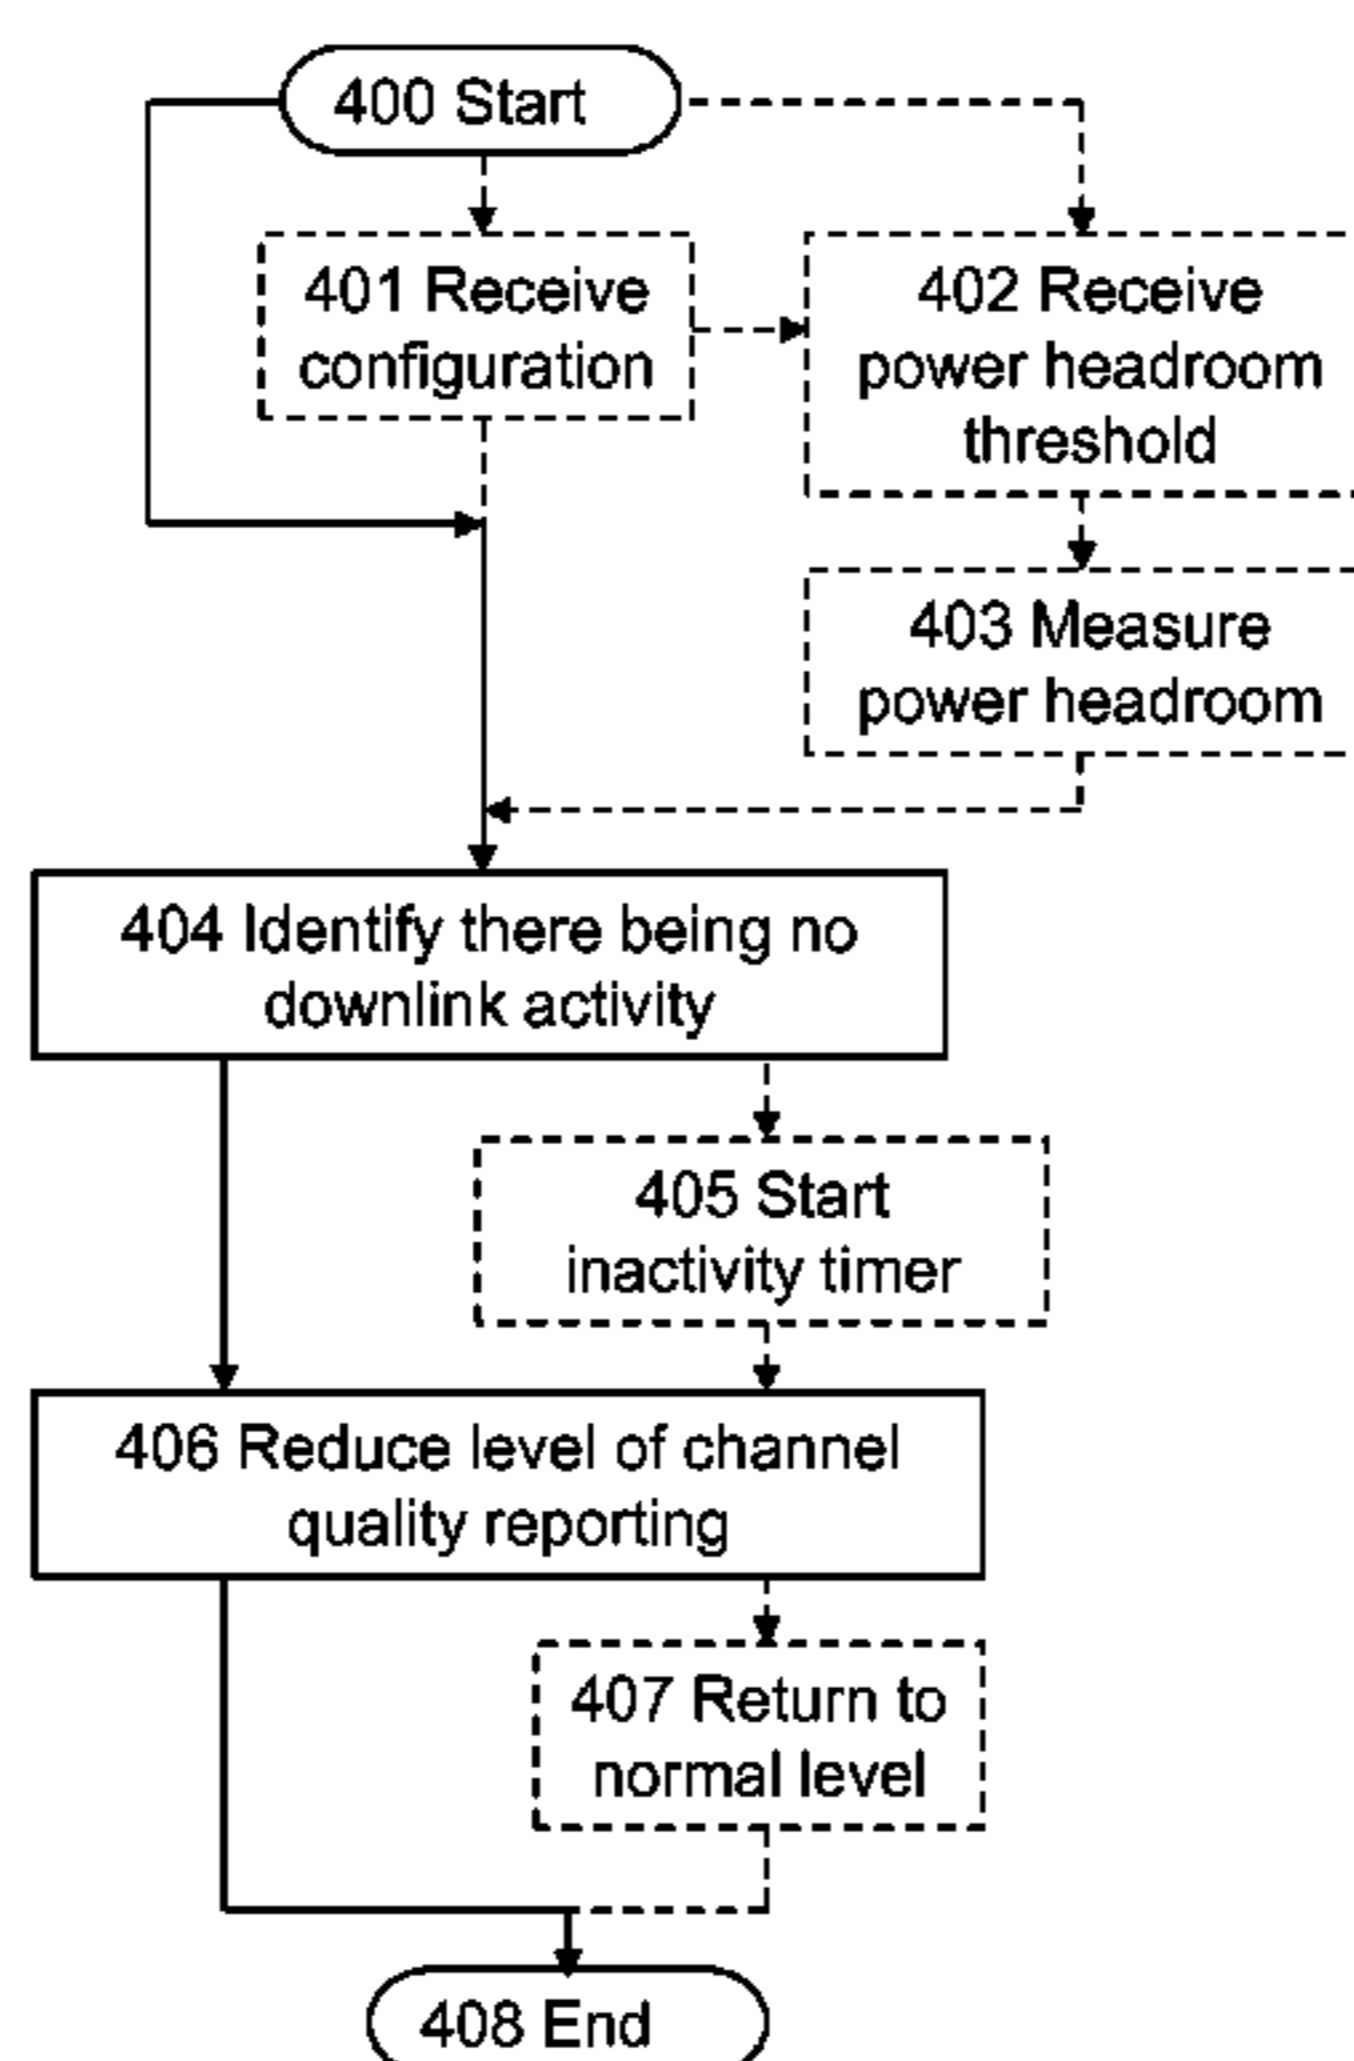 400 Start
401 Receive
configuration
402 Receive
power headroom
threshold
403 Measure
power headroom
404 Identify there being no
downlink activity
405 Start
inactivity timer
406 Reduce level of channel
quality reporting
407 Return to
normal level
408 End